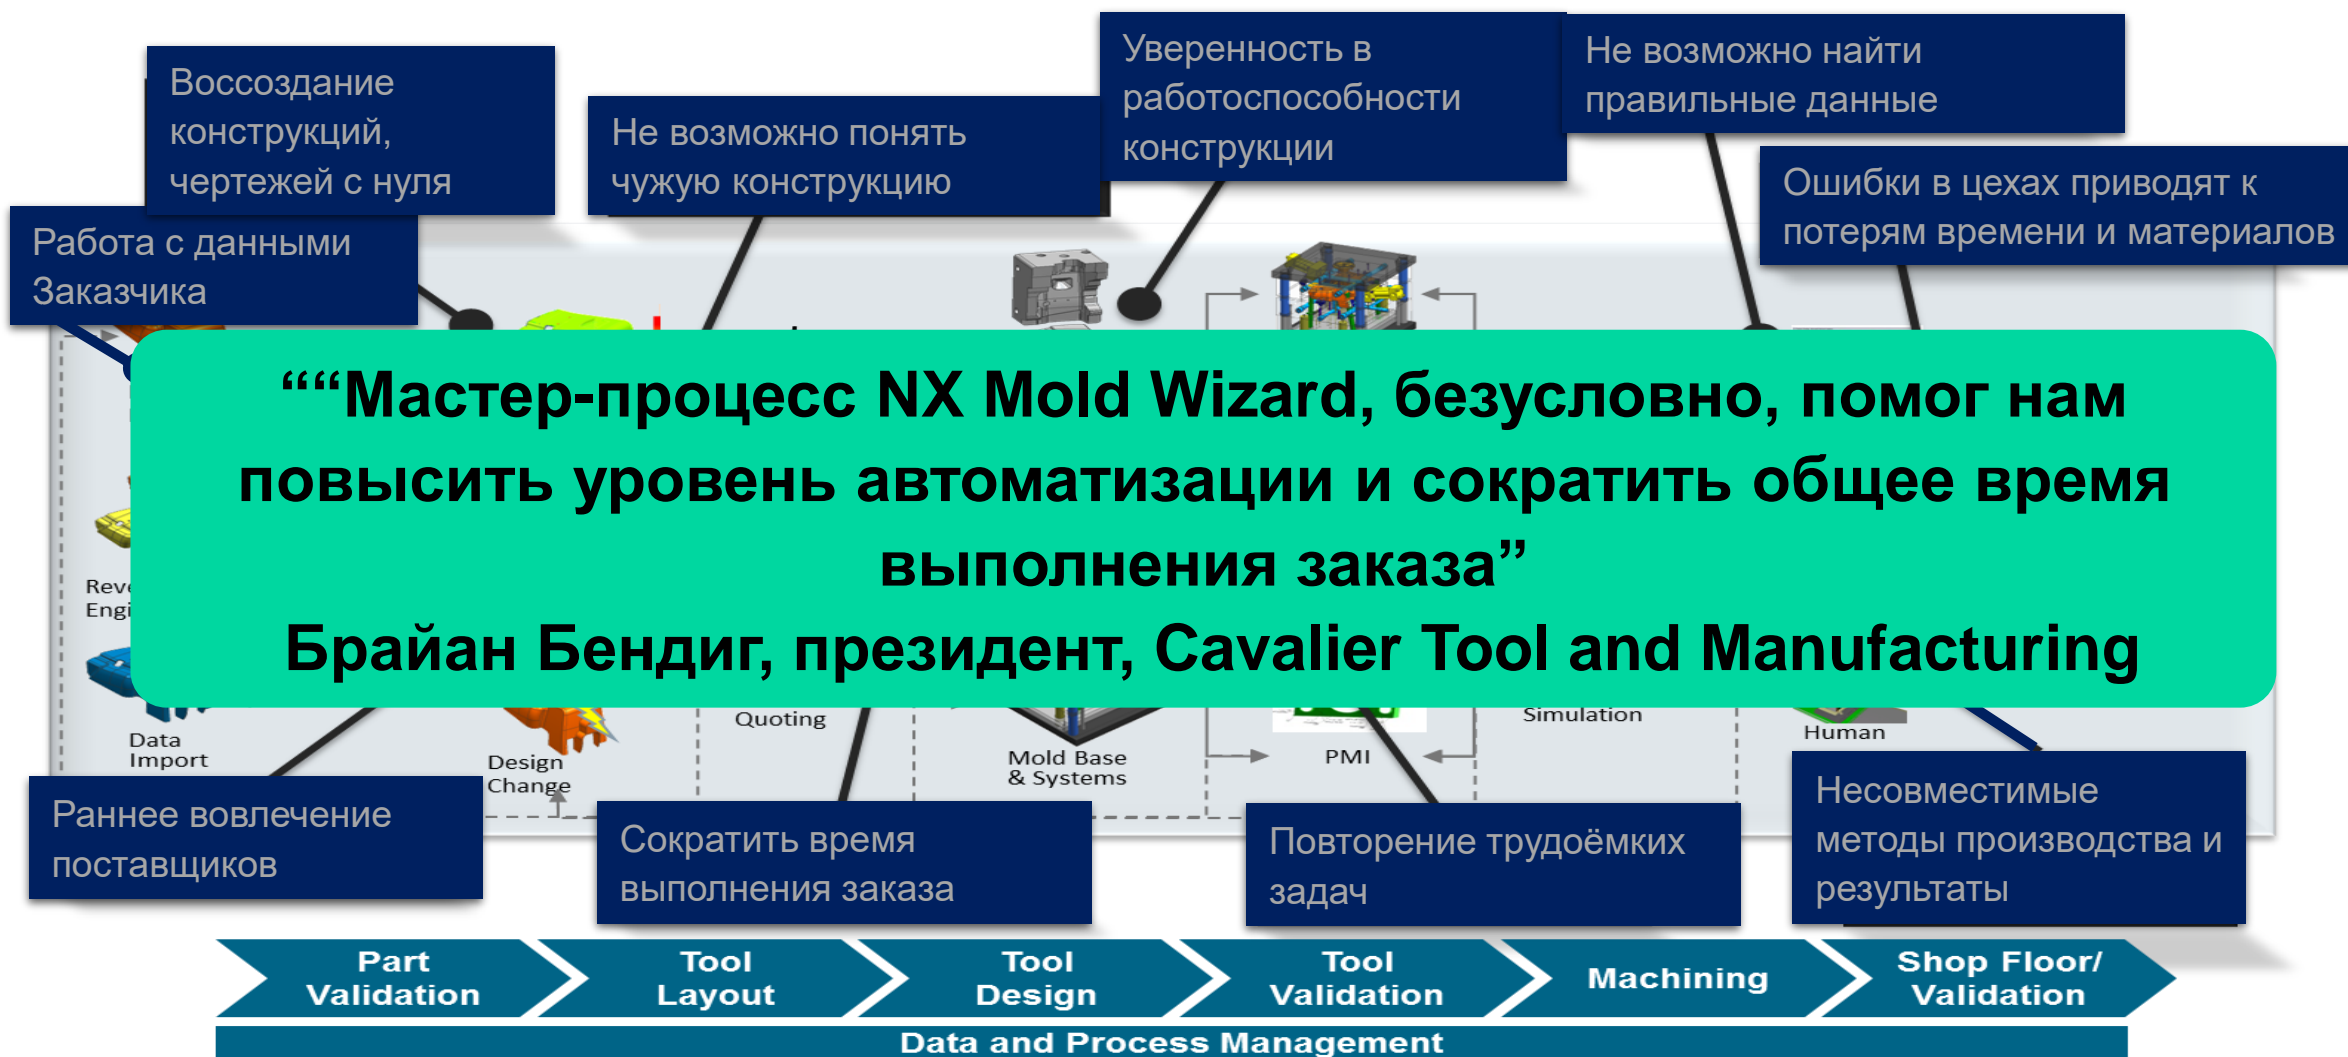 Воссоздание
конструкций,
чертежей с нуля
Не возможно понять
чужую конструкцию
Уверенность в
работоспособности
конструкции
Не возможно найти
правильные данные
Работа с данными
Заказчика
Ошибки в цехах приводят к
потерям времени и материалов
““Мастер-процесс NX Mold Wizard, безусловно, помог нам
повысить уровень автоматизации и сократить общее время
выполнения заказа”
Брайан Бендиг, президент, Cavalier Tool and Manufacturing
Data
Import
Design
Change
Quoting
Mold Base
& Systems
PMI
Simulation
Human
Раннее вовлечение
поставщиков
Сократить время
выполнения заказа
Повторение трудоёмких
задач
Несовместимые
методы производства и
результаты
Part
Validation
Tool
Layout
Tool
Design
Tool
Validation
Machining
Shop Floor/
Validation
Data and Process Management